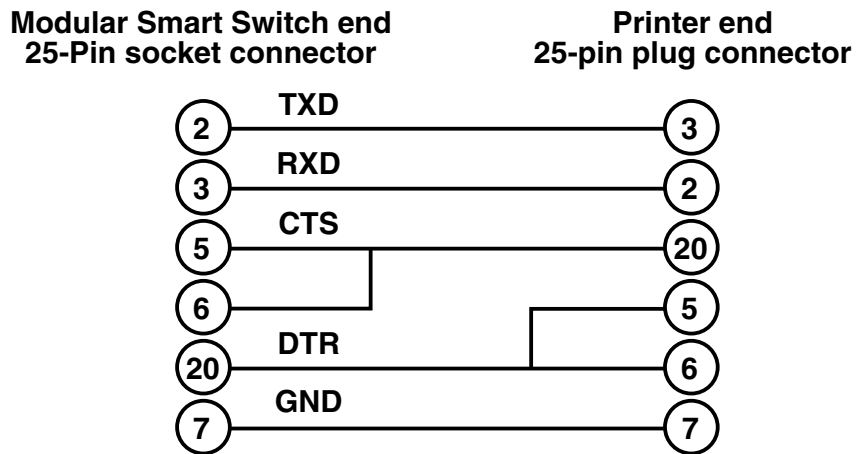 Modular Smart Switch end
25-Pin socket connector
Printer end
25-pin plug connector
2 TXD 3
3 RXD 2
5 CTS 20
6 5
20 DTR 6
7 GND 7